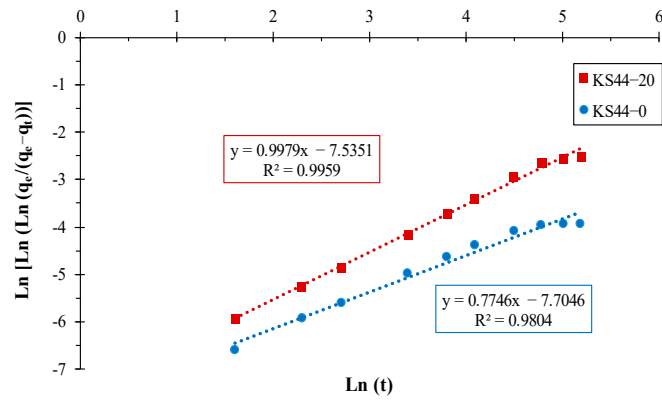 0 1 2 3 4 5 6
0
-1
-2
-3
-4
-5
-6
-7
KS44−20
KS44−0
y = 0.9979x − 7.5351
R² = 0.9959
y = 0.7746x − 7.7046
R² = 0.9804
Ln [Ln (Ln (qe/(qe−qt))]
Ln (t)